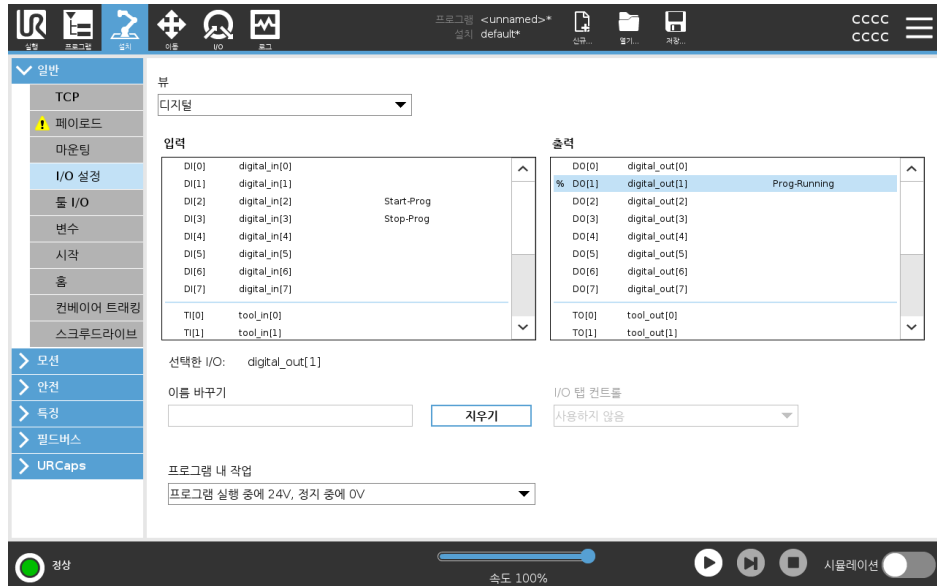 프로그램 <unnamed>*
설치 default*
cccc
cccc
실행
프로그램
설치
이동
I/O
로그
신규...
열기...
저장...
일반
TCP
페이로드
마운팅
I/O 설정
툴 I/O
변수
시작
홈
컨베이어 트래킹
스크루드라이브
모션
안전
특징
필드버스
URCaps
뷰
디지털
입력
DI[0] digital_in[0]
DI[1] digital_in[1]
DI[2] digital_in[2] Start-Prog
DI[3] digital_in[3] Stop-Prog
DI[4] digital_in[4]
DI[5] digital_in[5]
DI[6] digital_in[6]
DI[7] digital_in[7]
TI[0] tool_in[0]
TI[1] tool_in[1]
출력
DO[0] digital_out[0]
% DO[1] digital_out[1] Prog-Running
DO[2] digital_out[2]
DO[3] digital_out[3]
DO[4] digital_out[4]
DO[5] digital_out[5]
DO[6] digital_out[6]
DO[7] digital_out[7]
TO[0] tool_out[0]
TO[1] tool_out[1]
선택한 I/O: digital_out[1]
이름 바꾸기
지우기
I/O 탭 컨트롤
사용하지 않음
프로그램 내 작업
프로그램 실행 중에 24V, 정지 중에 0V
정상
속도 100%
시뮬레이션